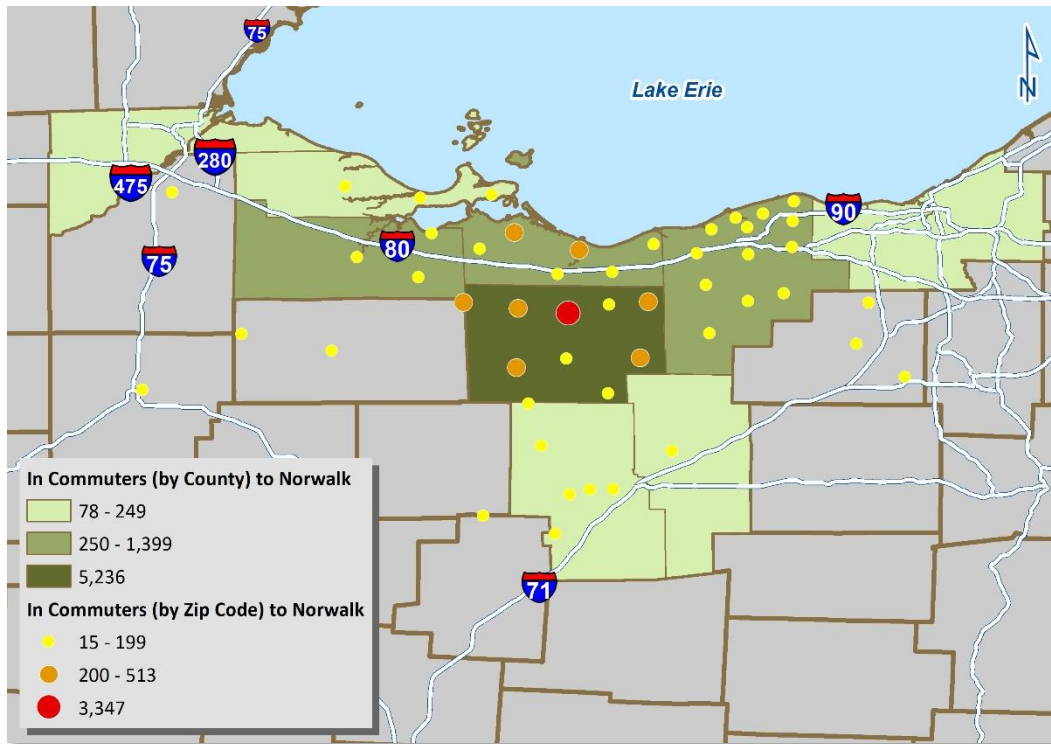 75
Lake Erie
N
280
475
90
80
75
In Commuters (by County) to Norwalk
78 - 249
250 - 1,399
5,236
71
In Commuters (by Zip Code) to Norwalk
15 - 199
200 - 513
3,347